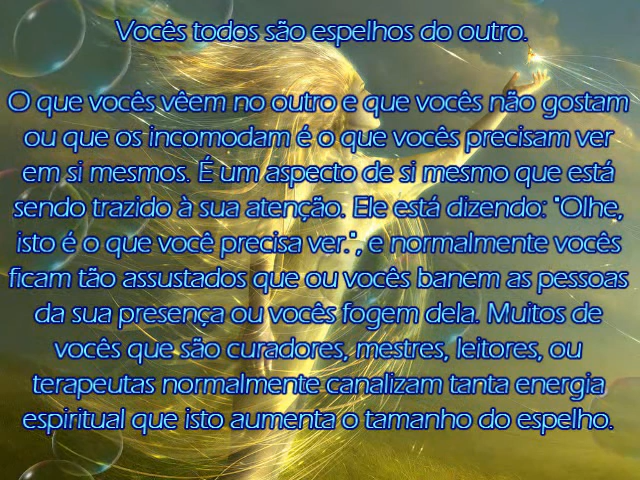 Vocês todos são espelhos do outro.
O que vocês vêem no outro e que vocês não gostam
ou que os incomodam é o que vocês precisam ver
em si mesmos. É um aspecto de si mesmo que está
sendo trazido à sua atenção. Ele está dizendo: "Olhe,
isto é o que você precisa ver.", e normalmente vocês
ficam tão assustados que ou vocês banem as pessoas
da sua presença ou vocês fogem dela. Muitos de
vocês que são curadores, mestres, leitores, ou
terapeutas normalmente canalizam tanta energia
espiritual que isto aumenta o tamanho do espelho.